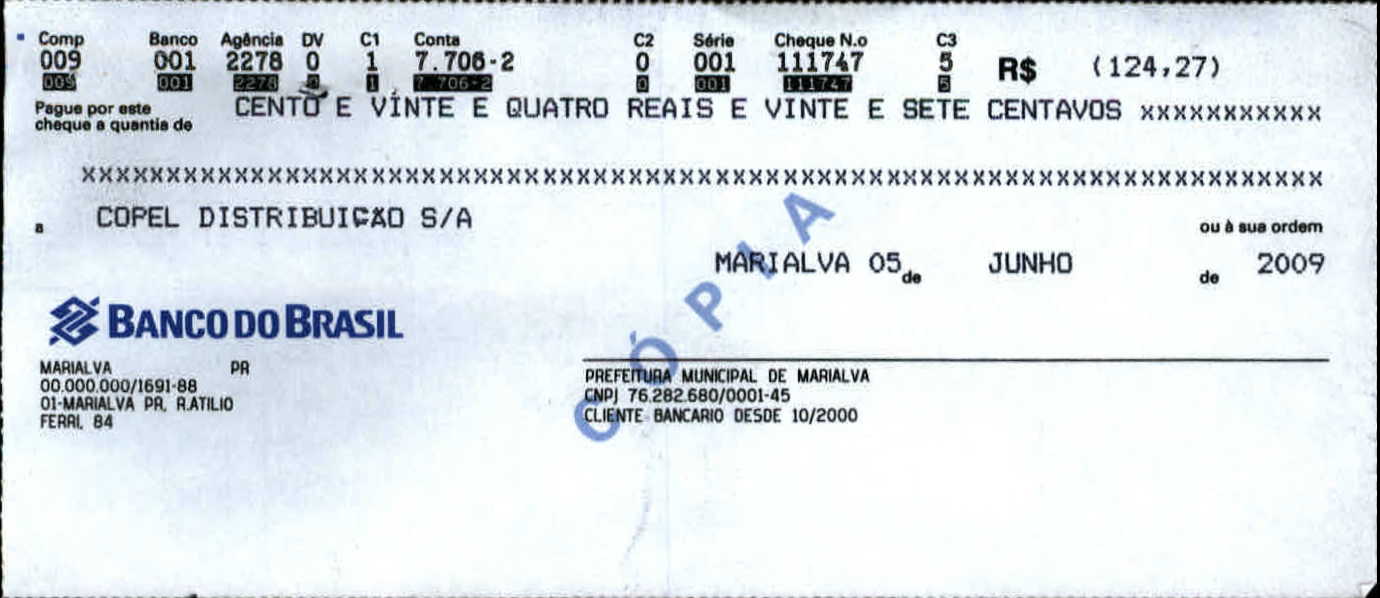 Comp Banco Agência DV C1 Conta C2 Série Cheque N.o C3
009 001 2278 0 1 7.706-2 0 001 111747 5 R$ (124,27)
009 001 2278 0 1 7.706-2 0 001 111747 5
Pague por este
cheque a quantia de
CENTO E VINTE E QUATRO REAIS E VINTE E SETE CENTAVOS xxxxxxxxxxx
xxxxxxxxxxxxxxxxxxxxxxxxxxxxxxxxxxxxxxxxxxxxxxxxxxxxxxxxxxxxxxxxxxxxxxxxxx
a COPEL DISTRIBUIÇÃO S/A ou à sua ordem
MARIALVA 05 de JUNHO de 2009
CÓPIA
BANCO DO BRASIL
MARIALVA PR
00.000.000/1691-88
01-MARIALVA PR, R.ATILIO
FERRI, 84
PREFEITURA MUNICIPAL DE MARIALVA
CNPJ 76.282.680/0001-45
CLIENTE BANCARIO DESDE 10/2000